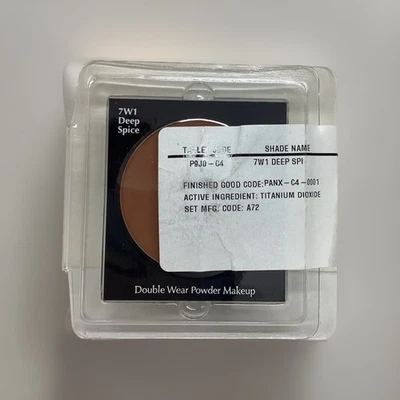 7W1
Deep
Spice
SHADE NAME
P9J0-C4 7W1 DEEP SPI
FINISHED GOOD CODE:PANX-C4-0001
ACTIVE INGREDIENT: TITANIUM DIOXIDE
SET MFG. CODE: A72
Double Wear Powder Makeup